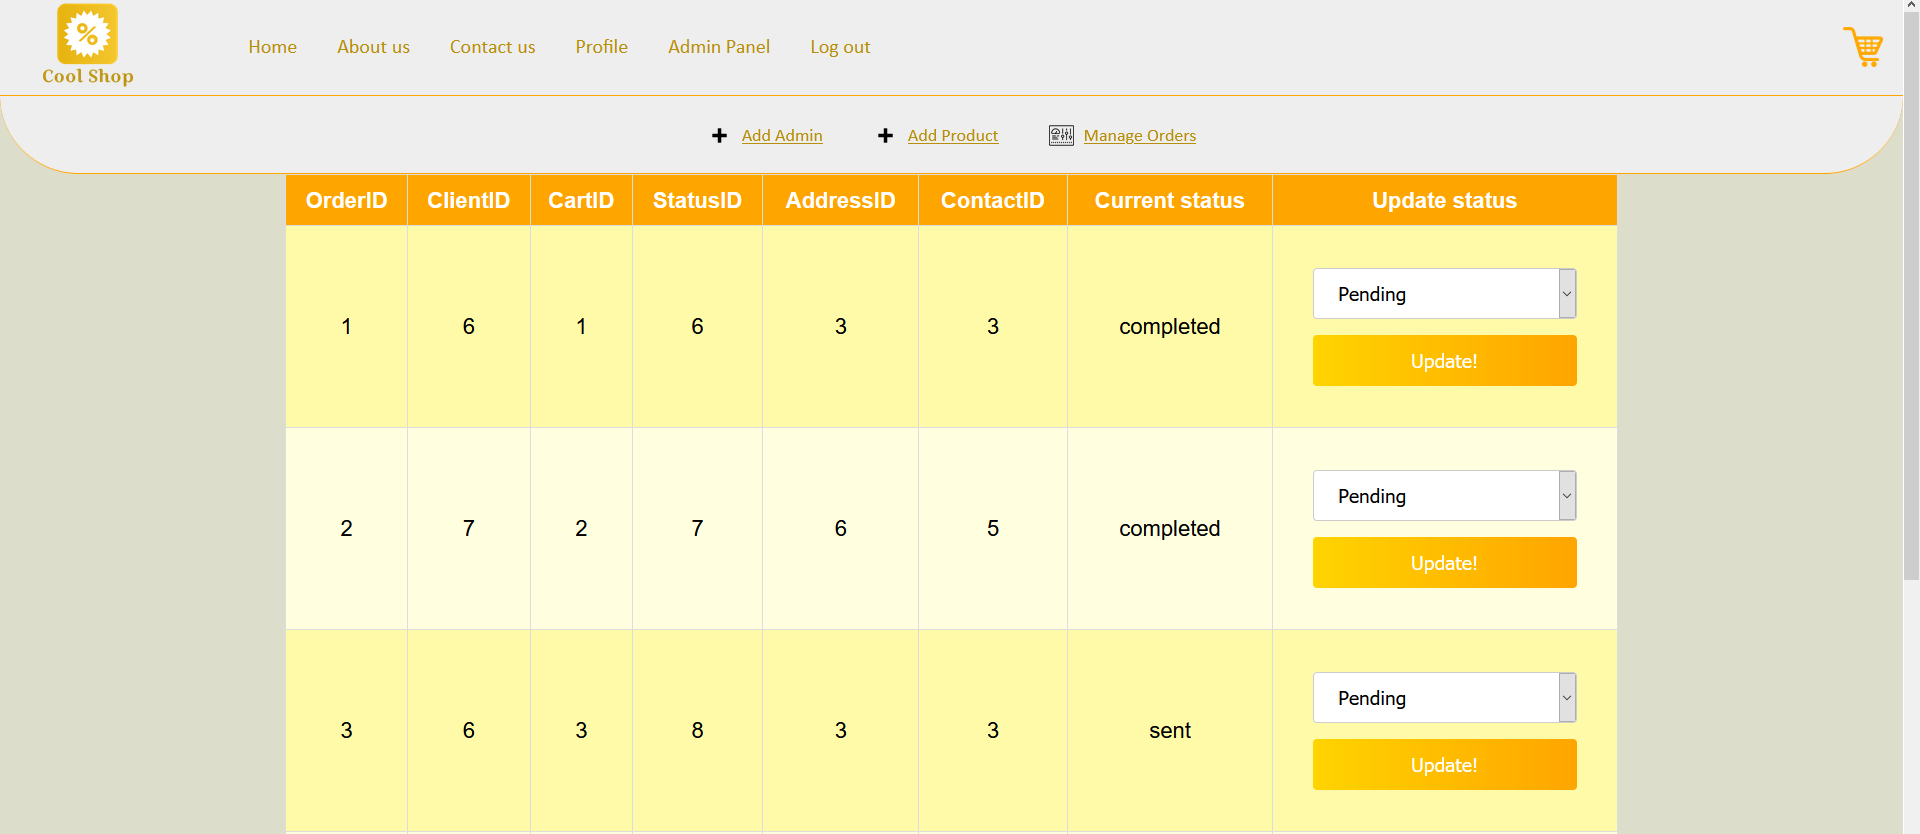 Cool Shop
Home About us Contact us Profile Admin Panel Log out
Add Admin Add Product Manage Orders
OrderID ClientID CartID StatusID AddressID ContactID Current status Update status
Pending
1 6 1 6 3 3 completed
Update!
Pending
2 7 2 7 6 5 completed
Update!
Pending
3 6 3 8 3 3 sent
Update!